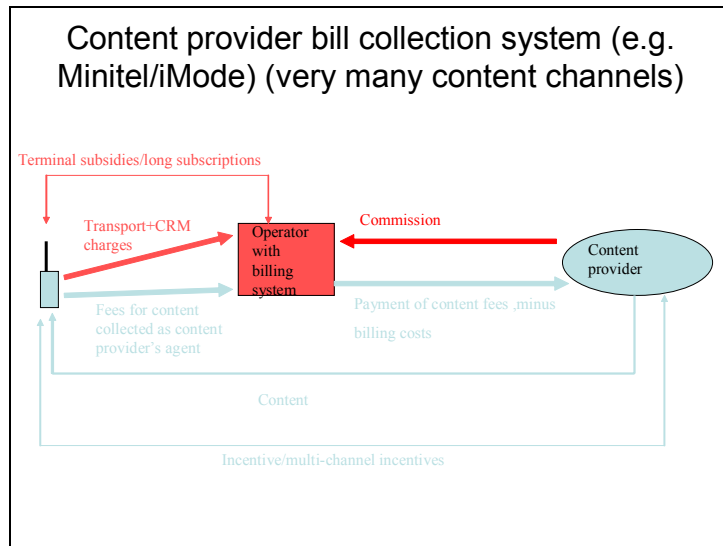 Content provider bill collection system (e.g.
Minitel/iMode) (very many content channels)
Terminal subsidies/long subscriptions
Transport+CRM
charges
Operator
with
billing
system
Commission
Content
provider
Fees for content
collected as content
provider's agent
Payment of content fees ,minus
billing costs
Content
Incentive/multi-channel incentives